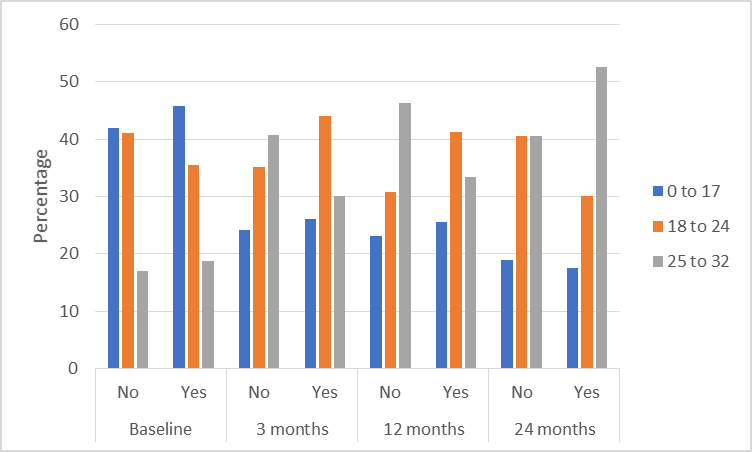 60
50
40
30
20
10
0
Percentage
No Yes No Yes No Yes No Yes
Baseline 3 months 12 months 24 months
0 to 17
18 to 24
25 to 32